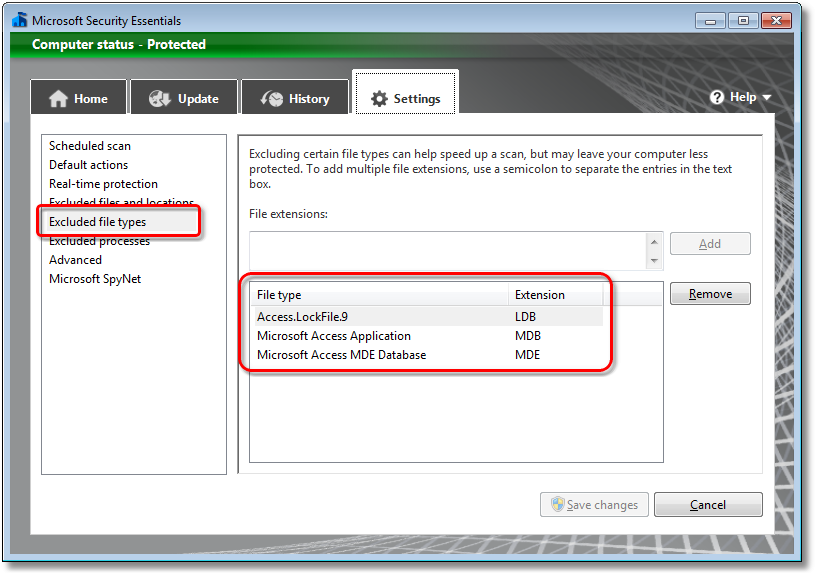 Microsoft Security Essentials
Computer status - Protected
Home
Update
History
Settings
Help
Scheduled scan
Default actions
Real-time protection
Excluded files and locations
Excluded file types
Excluded processes
Advanced
Microsoft SpyNet
Excluding certain file types can help speed up a scan, but may leave your computer less
protected. To add multiple file extensions, use a semicolon to separate the entries in the text
box.
File extensions:
Add
File type Extension
Access.LockFile.9 LDB
Microsoft Access Application MDB
Microsoft Access MDE Database MDE
Remove
Save changes
Cancel